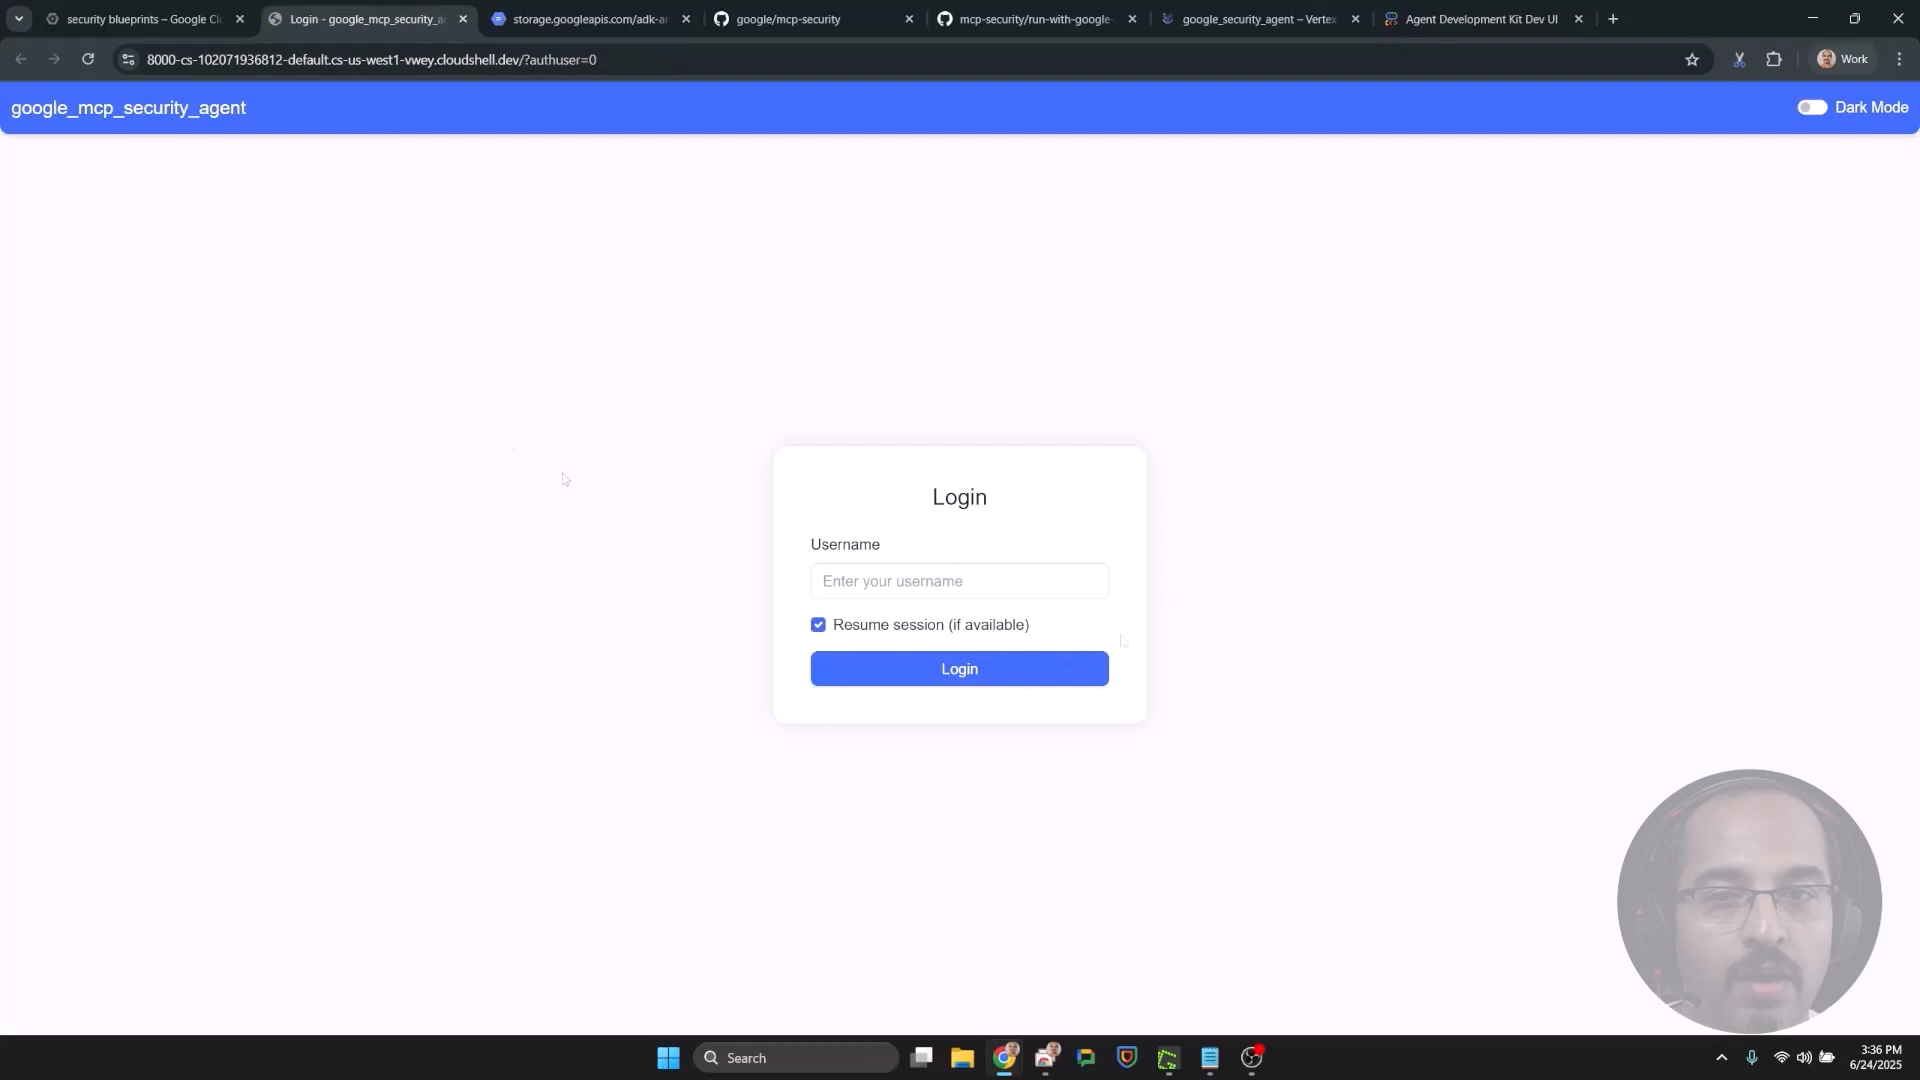 security blueprints – Google Cl
Login - google_mcp_security_a
storage.googleapis.com/adk-ar
google/mcp-security
mcp-security/run-with-google-
google_security_agent – Vertex
Agent Development Kit Dev UI
8000-cs-102071936812-default.cs-us-west1-vwey.cloudshell.dev/?authuser=0
Work
google_mcp_security_agent
Dark Mode
Login
Username
Enter your username
Resume session (if available)
Login
Search
3:36 PM
6/24/2025